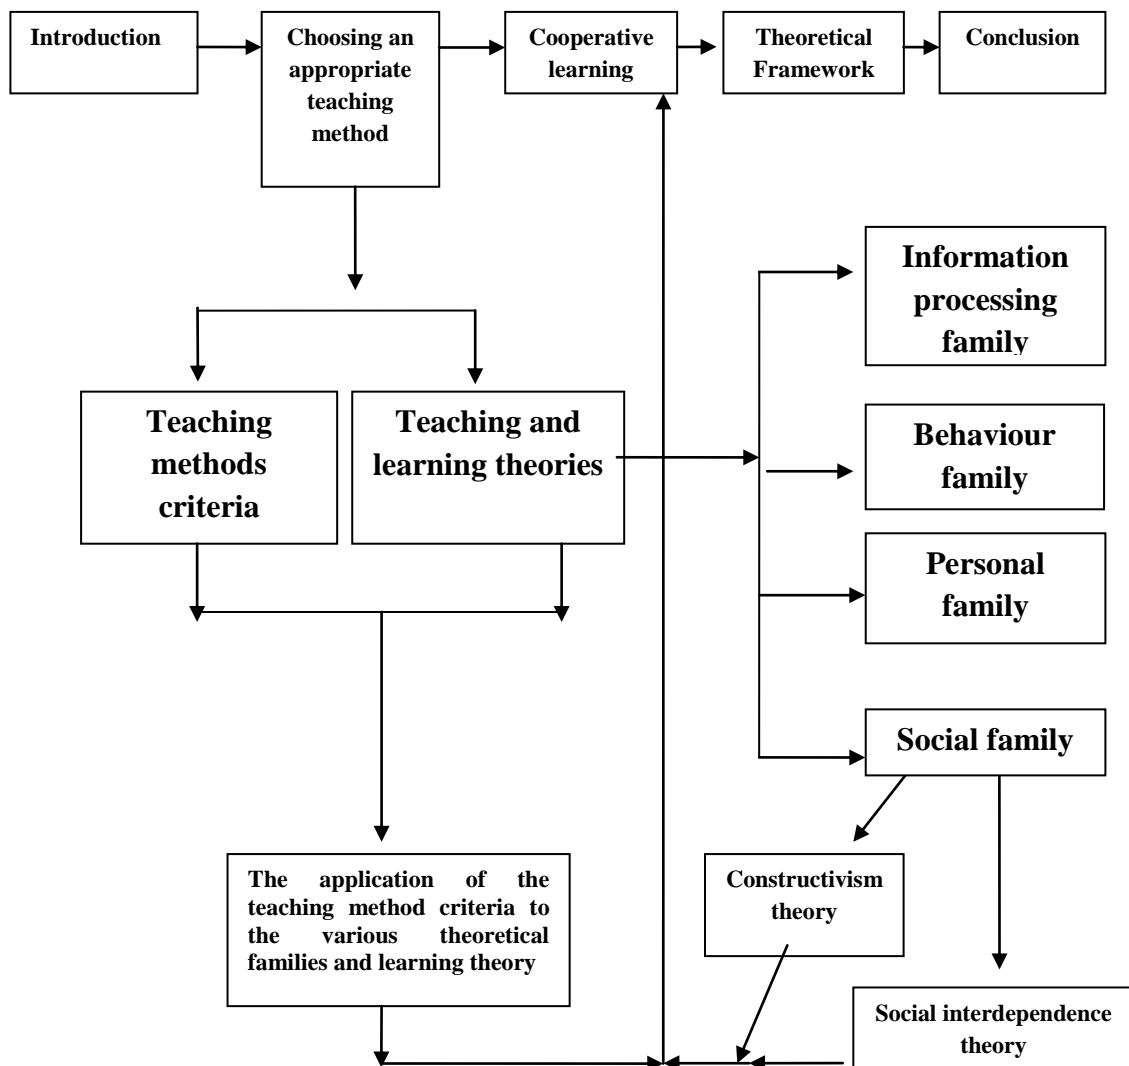 Introduction
Choosing an
appropriate
teaching
method
Cooperative
learning
Theoretical
Framework
Conclusion
Information
processing
family
Teaching
methods
criteria
Teaching and
learning theories
Behaviour
family
Personal
family
Social family
The application of the
teaching method criteria to
the various theoretical
families and learning theory
Constructivism
theory
Social interdependence
theory